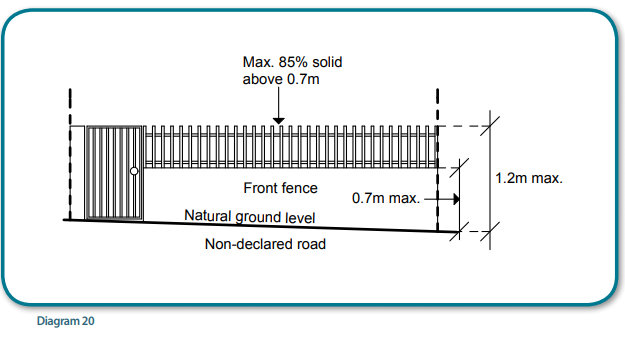 Max. 85% solid
above 0.7m
1.2m max.
Front fence
0.7m max.
Natural ground level
Non-declared road
Diagram 20